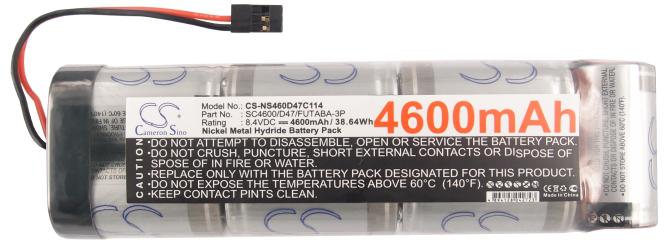 CS
Cameron Sino
Model No. : CS-NS460D47C114
Part No. : SC4600/D47/FUTABA-3P
Rating : 8.4VDC ⎓ 4600mAh / 38.64Wh
Nickel Metal Hydride Battery Pack
4600mAh
•DO NOT ATTEMPT TO DISASSEMBLE, OPEN OR SERVICE THE BATTERY PACK.
•DO NOT CRUSH, PUNCTURE, SHORT EXTERNAL CONTACTS OR DISPOSE OF IN FIRE OR WATER.
•REPLACE ONLY WITH THE BATTERY PACK DESIGNATED FOR THIS PRODUCT.
•DO NOT EXPOSE THE TEMPERATURES ABOVE 60°C (140°F).
•KEEP CONTACT PINTS CLEAN.